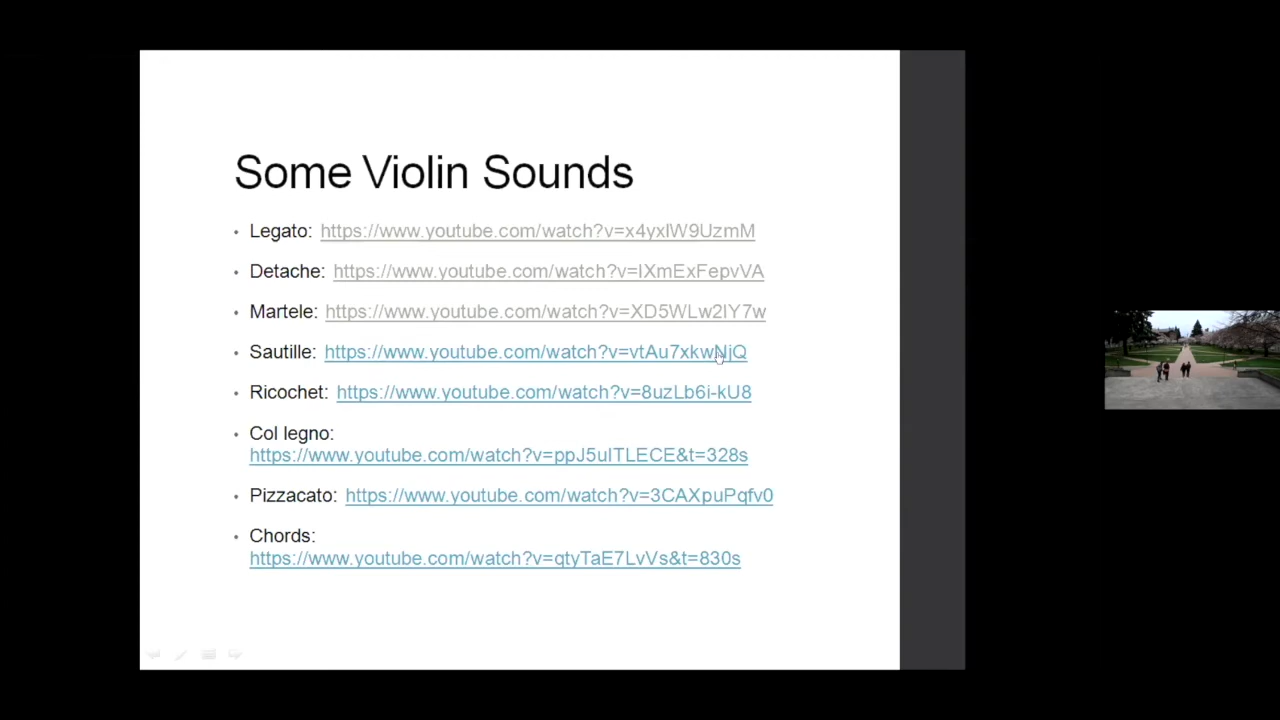 Some Violin Sounds
• Legato: https://www.youtube.com/watch?v=x4yxlW9UzmM
• Detache: https://www.youtube.com/watch?v=lXmExFepvVA
• Martele: https://www.youtube.com/watch?v=XD5WLw2lY7w
• Sautille: https://www.youtube.com/watch?v=vtAu7xkwNjQ
• Ricochet: https://www.youtube.com/watch?v=8uzLb6i-kU8
• Col legno:
https://www.youtube.com/watch?v=ppJ5uITLECE&t=328s
• Pizzacato: https://www.youtube.com/watch?v=3CAXpuPqfv0
• Chords:
https://www.youtube.com/watch?v=qtyTaE7LvVs&t=830s